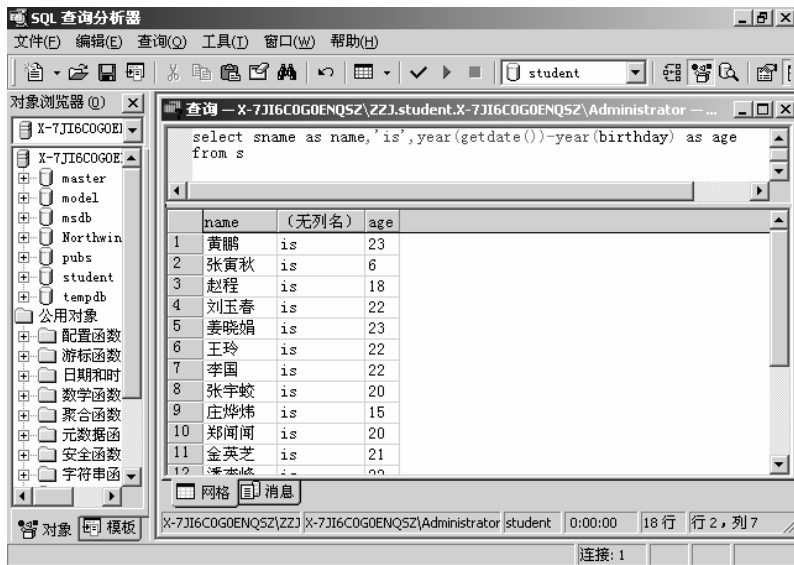 SQL 查询分析器
文件(F) 编辑(E) 查询(Q) 工具(T) 窗口(W) 帮助(H)
student
对象浏览器(O)
X-7JI6C0G0E
X-7JI6C0G0E
master
model
msdb
Northwin
pubs
student
tempdb
公用对象
配置函数
游标函数
日期和时
数学函数
聚合函数
元数据函
安全函数
字符串函
对象 模板
查询 — X-7JI6C0G0ENQSZ\ZZJ.student.X-7JI6C0G0ENQSZ\Administrator — ...
select sname as name,'is',year(getdate())-year(birthday) as age
from s
name （无列名） age
1 黄鹏 is 23
2 张寅秋 is 6
3 赵程 is 18
4 刘玉春 is 22
5 姜晓娟 is 23
6 王玲 is 22
7 李国 is 22
8 张宇蛟 is 20
9 庄烨炜 is 15
10 郑闻闻 is 20
11 金英芝 is 21
12
网格 消息
X-7JI6C0G0ENQSZ\ZZJ X-7JI6C0G0ENQSZ\Administrator student 0:00:00 18 行 行 2，列 7
连接: 1